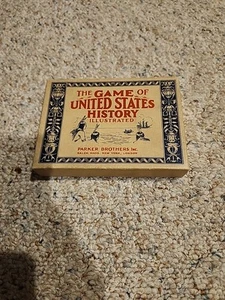 THE GAME OF
UNITED STATES
HISTORY
ILLUSTRATED
PARKER BROTHERS, INC.
SALEM, MASS., NEW YORK, LONDON